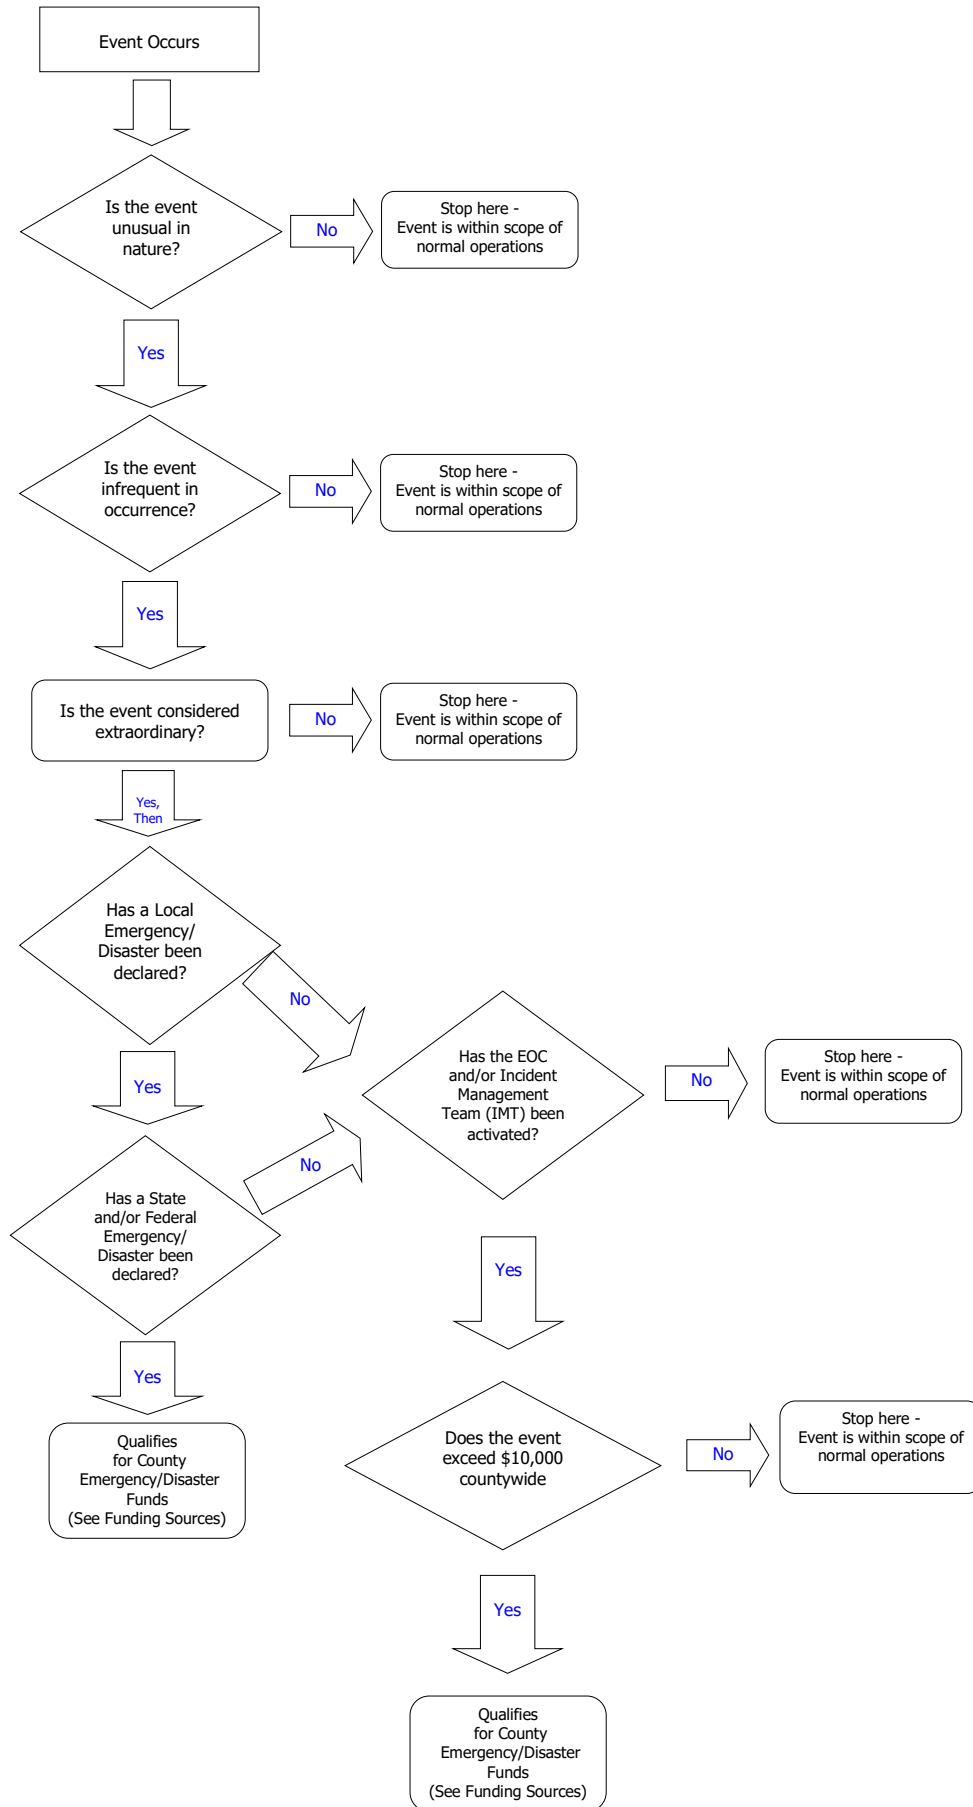 Event Occurs
Is the event
unusual in
nature?
No
Stop here -
Event is within scope of
normal operations
Yes
Is the event
infrequent in
occurrence?
No
Stop here -
Event is within scope of
normal operations
Yes
Is the event considered
extraordinary?
No
Stop here -
Event is within scope of
normal operations
Yes,
Then
Has a Local
Emergency/
Disaster been
declared?
No
Has the EOC
and/or Incident
Management
Team (IMT) been
activated?
No
Stop here -
Event is within scope of
normal operations
Yes
No
Has a State
and/or Federal
Emergency/
Disaster been
declared?
Yes
Yes
Qualifies
for County
Emergency/Disaster
Funds
(See Funding Sources)
Does the event
exceed $10,000
countywide
No
Stop here -
Event is within scope of
normal operations
Yes
Qualifies
for County
Emergency/Disaster
Funds
(See Funding Sources)